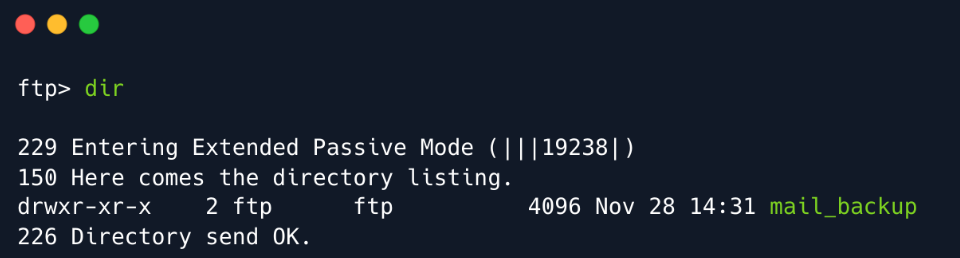 ftp> dir
229 Entering Extended Passive Mode (|||19238|)
150 Here comes the directory listing.
drwxr-xr-x    2 ftp      ftp          4096 Nov 28 14:31 mail_backup
226 Directory send OK.